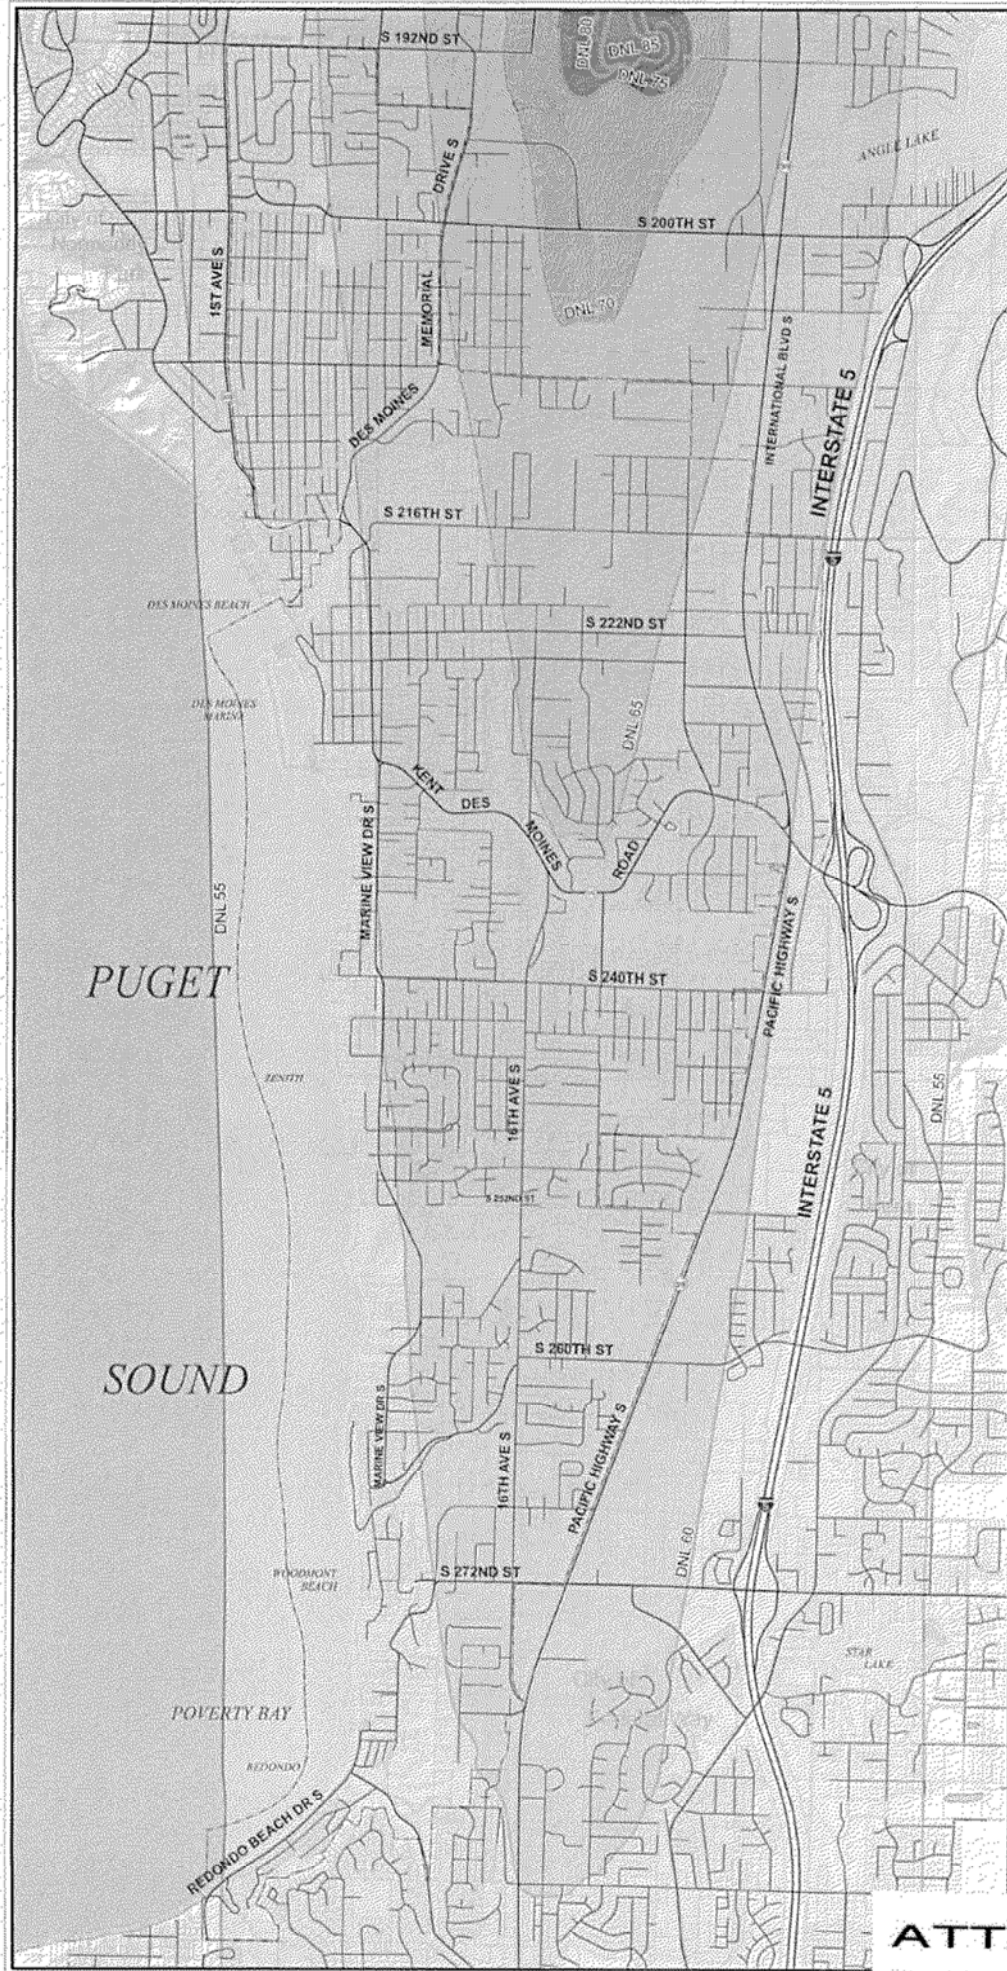 S 192ND ST
DNL 80
DNL 85
DNL 75
ANGLE LAKE
DRIVE S
City of
S 200TH ST
1ST AVE S
MEMORIAL
DNL 70
INTERNATIONAL BLVD S
INTERSTATE 5
DES MOINES
S 216TH ST
DES MOINES BEACH
S 222ND ST
DES MOINES
MARINA
DNL 65
KENT
DES
MOINES
ROAD
MARINE VIEW DR S
DNL 55
PACIFIC HIGHWAY S
PUGET
S 240TH ST
ZENITH
16TH AVE S
DNL 55
INTERSTATE 5
S 252ND ST
S 260TH ST
SOUND
MARINE VIEW DR S
16TH AVE S
PACIFIC HIGHWAY S
DNL 60
WOODMONT
BEACH
S 272ND ST
STAR
LAKE
POVERTY BAY
REDONDO
REDONDO BEACH DR S
ATT